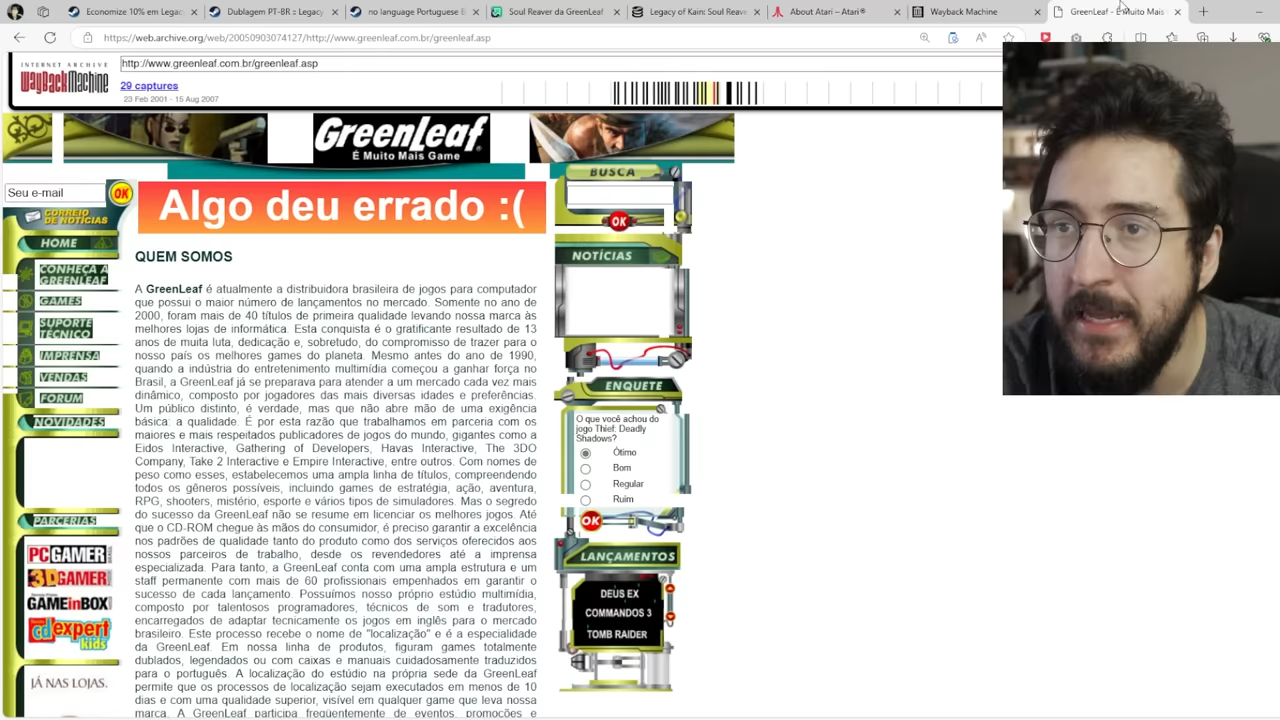 Economize 10% em Legac
Dublagem PT-BR :: Legacy
no language Portuguese B
Soul Reaver da GreenLeaf
Legacy of Kain: Soul Reav
About Atari – Atari®
Wayback Machine
GreenLeaf - É Muito Mais
https://web.archive.org/web/20050903074127/http://www.greenleaf.com.br/greenleaf.asp
INTERNET ARCHIVE
WayBackMachine
http://www.greenleaf.com.br/greenleaf.asp
29 captures
23 Feb 2001 - 15 Aug 2007
GreenLeaf
É Muito Mais Game
Seu e-mail
OK
CORREIO
DE NOTÍCIAS
HOME
CONHEÇA A
GREENLEAF
GAMES
SUPORTE
TÉCNICO
IMPRENSA
VENDAS
FORUM
NOVIDADES
PARCERIAS
PCGAMER
3DGAMER
GAMEinBOX
cdexpert
kids
JÁ NAS LOJAS.
Algo deu errado :(
QUEM SOMOS
A GreenLeaf é atualmente a distribuidora brasileira de jogos para computador
que possui o maior número de lançamentos no mercado. Somente no ano de
2000, foram mais de 40 títulos de primeira qualidade levando nossa marca às
melhores lojas de informática. Esta conquista é o gratificante resultado de 13
anos de muita luta, dedicação e, sobretudo, do compromisso de trazer para o
nosso país os melhores games do planeta. Mesmo antes do ano de 1990,
quando a indústria do entretenimento multimídia começou a ganhar força no
Brasil, a GreenLeaf já se preparava para atender a um mercado cada vez mais
dinâmico, composto por jogadores das mais diversas idades e preferências.
Um público distinto, é verdade, mas que não abre mão de uma exigência
básica: a qualidade. É por esta razão que trabalhamos em parceria com os
maiores e mais respeitados publicadores de jogos do mundo, gigantes como a
Eidos Interactive, Gathering of Developers, Havas Interactive, The 3DO
Company, Take 2 Interactive e Empire Interactive, entre outros. Com nomes de
peso como esses, estabelecemos uma ampla linha de títulos, compreendendo
todos os gêneros possíveis, incluindo games de estratégia, ação, aventura,
RPG, shooters, mistério, esporte e vários tipos de simuladores. Mas o segredo
do sucesso da GreenLeaf não se resume em licenciar os melhores jogos. Até
que o CD-ROM chegue às mãos do consumidor, é preciso garantir a excelência
nos padrões de qualidade tanto do produto como dos serviços oferecidos aos
nossos parceiros de trabalho, desde os revendedores até a imprensa
especializada. Para tanto, a GreenLeaf conta com uma ampla estrutura e um
staff permanente com mais de 60 profissionais empenhados em garantir o
sucesso de cada lançamento. Possuímos nosso próprio estúdio multimídia,
composto por talentosos programadores, técnicos de som e tradutores,
encarregados de adaptar tecnicamente os jogos em inglês para o mercado
brasileiro. Este processo recebe o nome de "localização" e é a especialidade
da GreenLeaf. Em nossa linha de produtos, figuram games totalmente
dublados, legendados ou com caixas e manuais cuidadosamente traduzidos
para o português. A localização do estúdio na própria sede da GreenLeaf
permite que os processos de localização sejam executados em menos de 10
dias e com uma qualidade superior, visível em qualquer game que leva nossa
marca. A GreenLeaf participa freqüentemente de eventos, promoções e
BUSCA
OK
NOTÍCIAS
ENQUETE
O que você achou do
jogo Thief: Deadly
Shadows?
Ótimo
Bom
Regular
Ruim
OK
LANÇAMENTOS
DEUS EX
COMMANDOS 3
TOMB RAIDER